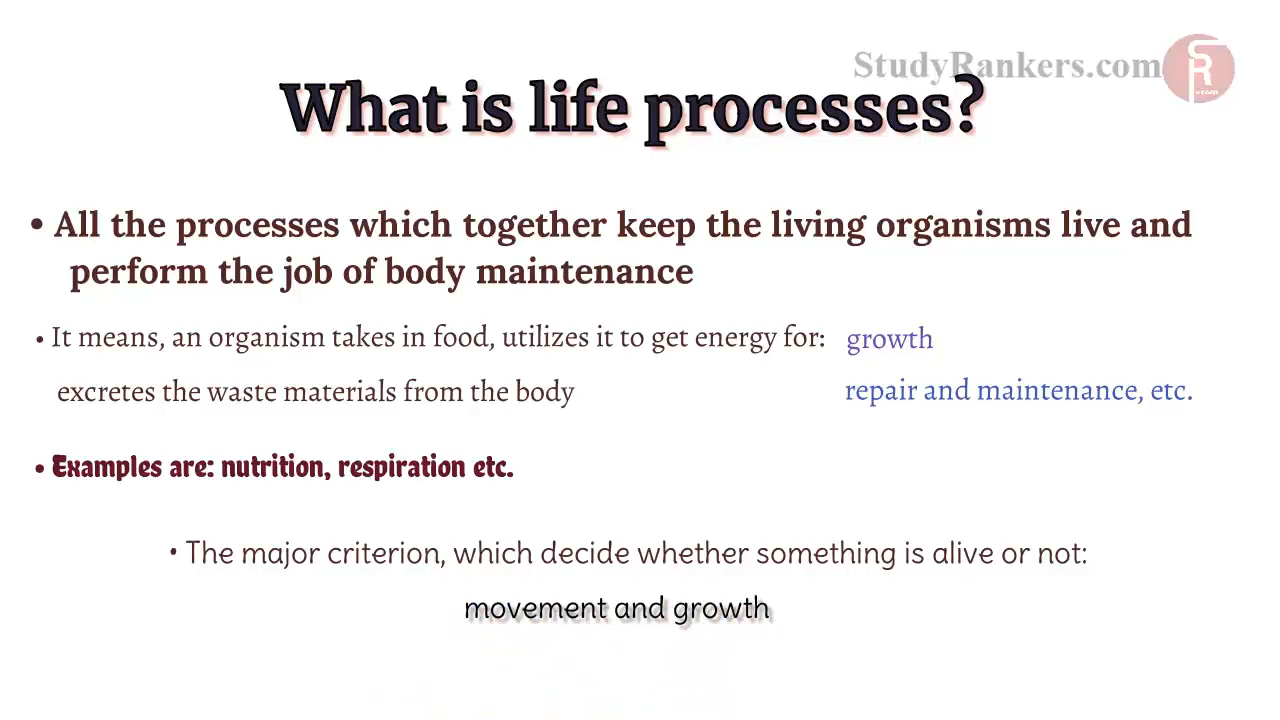 StudyRankers.com
SR
.com
What is life processes?
• All the processes which together keep the living organisms live and
perform the job of body maintenance
• It means, an organism takes in food, utilizes it to get energy for: growth
excretes the waste materials from the body repair and maintenance, etc.
• Examples are: nutrition, respiration etc.
• The major criterion, which decide whether something is alive or not:
movement and growth